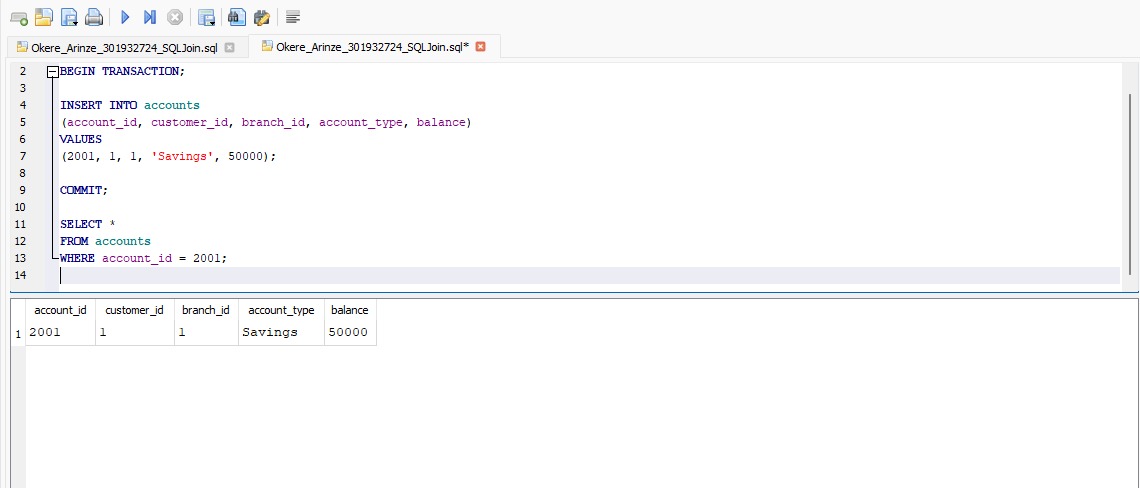 Okere_Arinze_301932724_SQLJoin.sql Okere_Arinze_301932724_SQLJoin.sql*
2 BEGIN TRANSACTION;
3
4 INSERT INTO accounts
5 (account_id, customer_id, branch_id, account_type, balance)
6 VALUES
7 (2001, 1, 1, 'Savings', 50000);
8
9 COMMIT;
10
11 SELECT *
12 FROM accounts
13 WHERE account_id = 2001;
14
account_id customer_id branch_id account_type balance
1 2001 1 1 Savings 50000